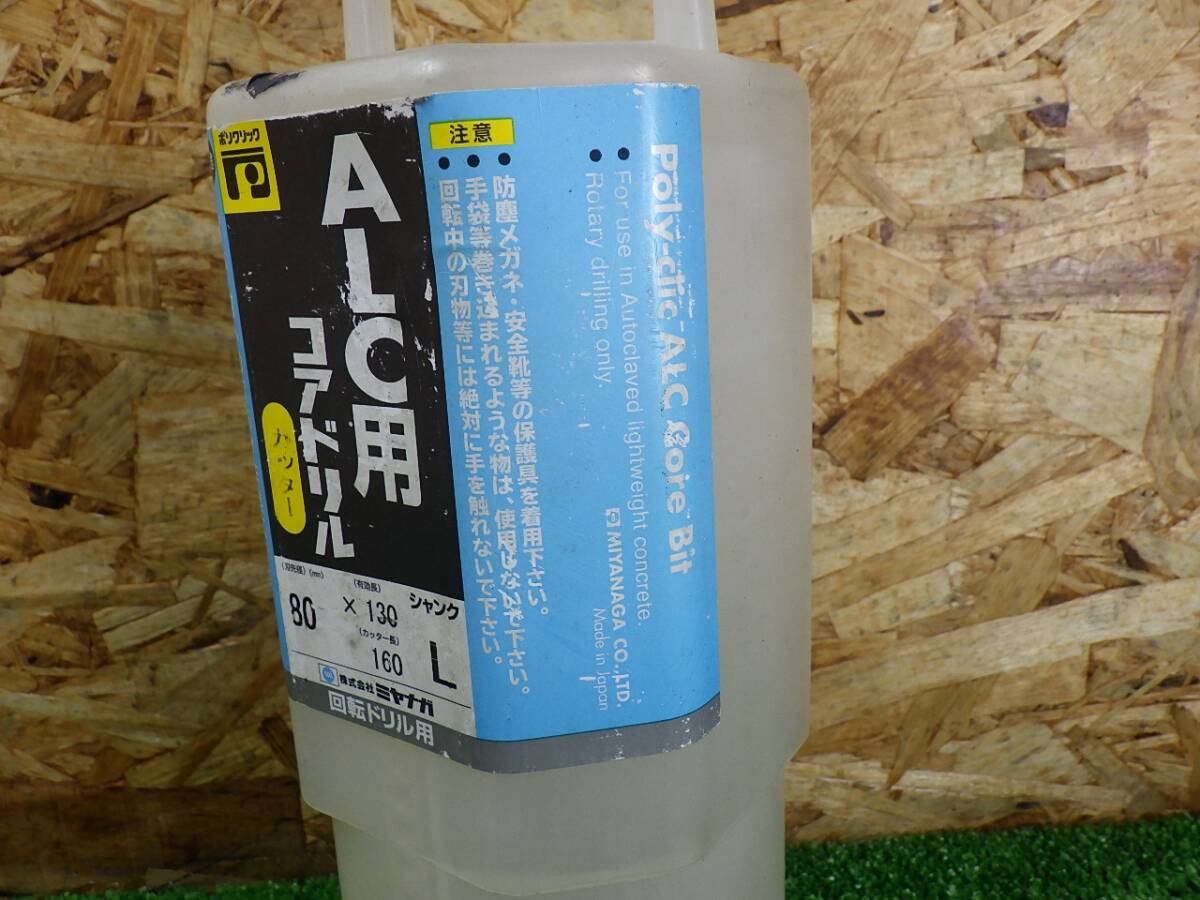 ポリクリック
ALC用
コアドリル
カッター
(刃先径)(mm)
80
×
(有効長)
130
(カッター長)
160
シャンク
L
株式会社ミヤナガ
回転ドリル用
注意
● 防塵メガネ・安全靴等の保護具を着用下さい。
● 手袋等巻き込まれるような物は、使用しないで下さい。
● 回転中の刃物等には絶対に手を触れないで下さい。
Poly-clic ALC Core Bit
● For use in Autoclaved lightweight concrete.
● Rotary drilling only.
MIYANAGA CO.,LTD.
Made in Japan